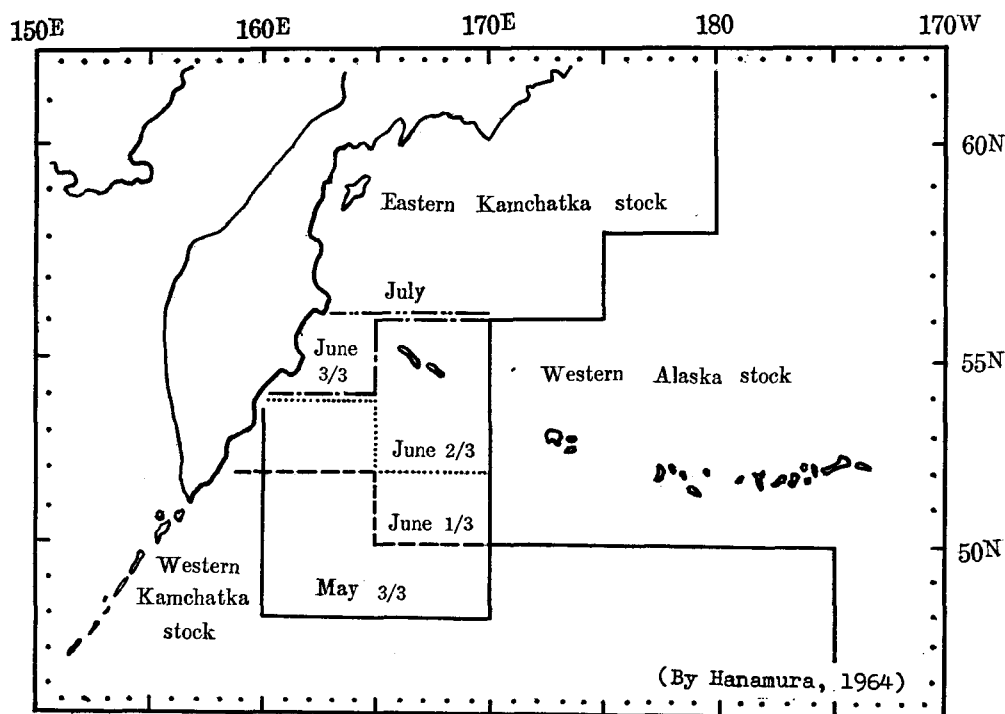 150E 160E 170E 180 170W
60N
Eastern Kamchatka stock
July
June
3/3
55N
Western Alaska stock
June 2/3
June 1/3
50N
Western
Kamchatka
stock
May 3/3
(By Hanamura, 1964)